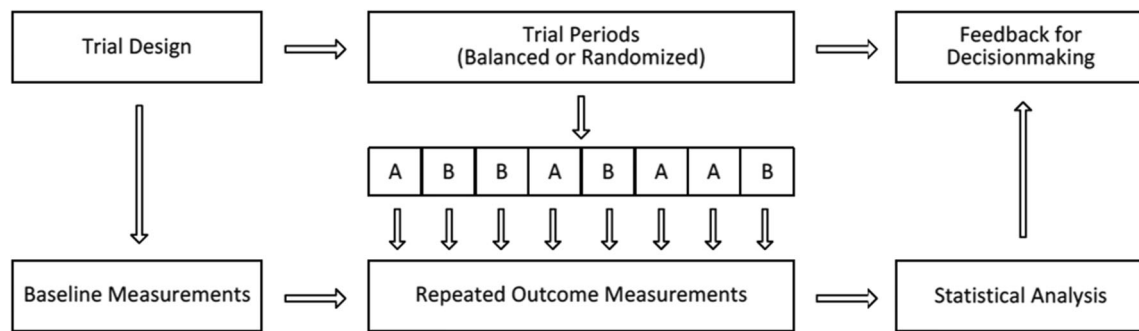 Trial Design
Trial Periods
(Balanced or Randomized)
Feedback for
Decisionmaking
A B B A B A A B
Baseline Measurements
Repeated Outcome Measurements
Statistical Analysis